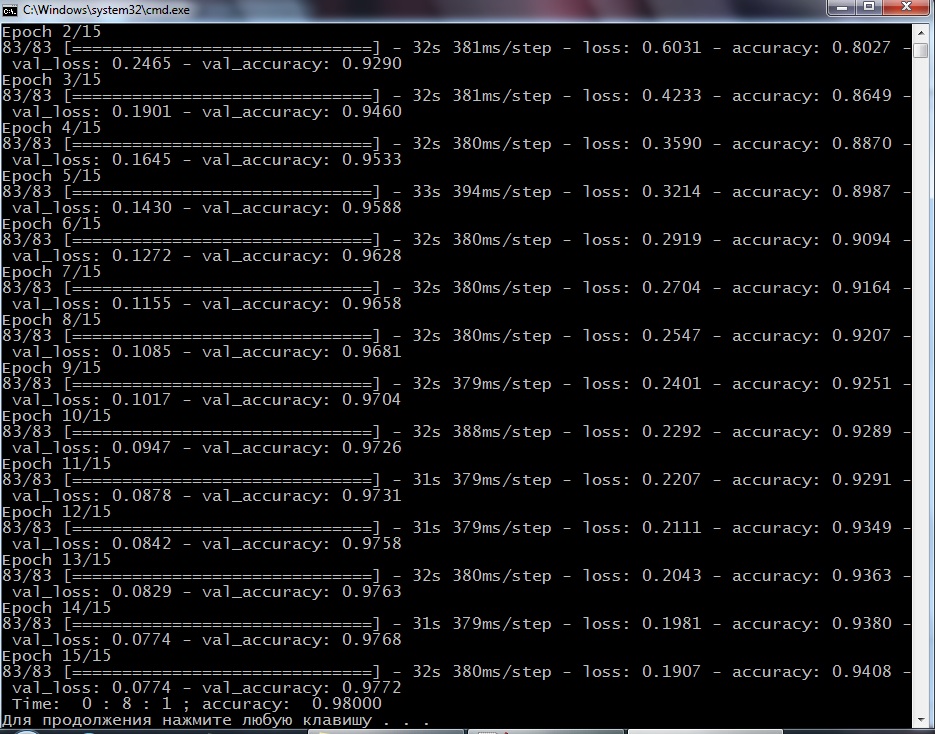 C:\Windows\system32\cmd.exe
Epoch 2/15
83/83 [==============================] - 32s 381ms/step - loss: 0.6031 - accuracy: 0.8027 -
 val_loss: 0.2465 - val_accuracy: 0.9290
Epoch 3/15
83/83 [==============================] - 32s 381ms/step - loss: 0.4233 - accuracy: 0.8649 -
 val_loss: 0.1901 - val_accuracy: 0.9460
Epoch 4/15
83/83 [==============================] - 32s 380ms/step - loss: 0.3590 - accuracy: 0.8870 -
 val_loss: 0.1645 - val_accuracy: 0.9533
Epoch 5/15
83/83 [==============================] - 33s 394ms/step - loss: 0.3214 - accuracy: 0.8987 -
 val_loss: 0.1430 - val_accuracy: 0.9588
Epoch 6/15
83/83 [==============================] - 32s 380ms/step - loss: 0.2919 - accuracy: 0.9094 -
 val_loss: 0.1272 - val_accuracy: 0.9628
Epoch 7/15
83/83 [==============================] - 32s 380ms/step - loss: 0.2704 - accuracy: 0.9164 -
 val_loss: 0.1155 - val_accuracy: 0.9658
Epoch 8/15
83/83 [==============================] - 32s 380ms/step - loss: 0.2547 - accuracy: 0.9207 -
 val_loss: 0.1085 - val_accuracy: 0.9681
Epoch 9/15
83/83 [==============================] - 32s 379ms/step - loss: 0.2401 - accuracy: 0.9251 -
 val_loss: 0.1017 - val_accuracy: 0.9704
Epoch 10/15
83/83 [==============================] - 32s 388ms/step - loss: 0.2292 - accuracy: 0.9289 -
 val_loss: 0.0947 - val_accuracy: 0.9726
Epoch 11/15
83/83 [==============================] - 31s 379ms/step - loss: 0.2207 - accuracy: 0.9291 -
 val_loss: 0.0878 - val_accuracy: 0.9731
Epoch 12/15
83/83 [==============================] - 31s 379ms/step - loss: 0.2111 - accuracy: 0.9349 -
 val_loss: 0.0842 - val_accuracy: 0.9758
Epoch 13/15
83/83 [==============================] - 32s 380ms/step - loss: 0.2043 - accuracy: 0.9363 -
 val_loss: 0.0829 - val_accuracy: 0.9763
Epoch 14/15
83/83 [==============================] - 31s 379ms/step - loss: 0.1981 - accuracy: 0.9380 -
 val_loss: 0.0774 - val_accuracy: 0.9768
Epoch 15/15
83/83 [==============================] - 32s 380ms/step - loss: 0.1907 - accuracy: 0.9408 -
 val_loss: 0.0774 - val_accuracy: 0.9772
 Time:  0 : 8 : 1 ; accuracy:  0.98000
Для продолжения нажмите любую клавишу . . .